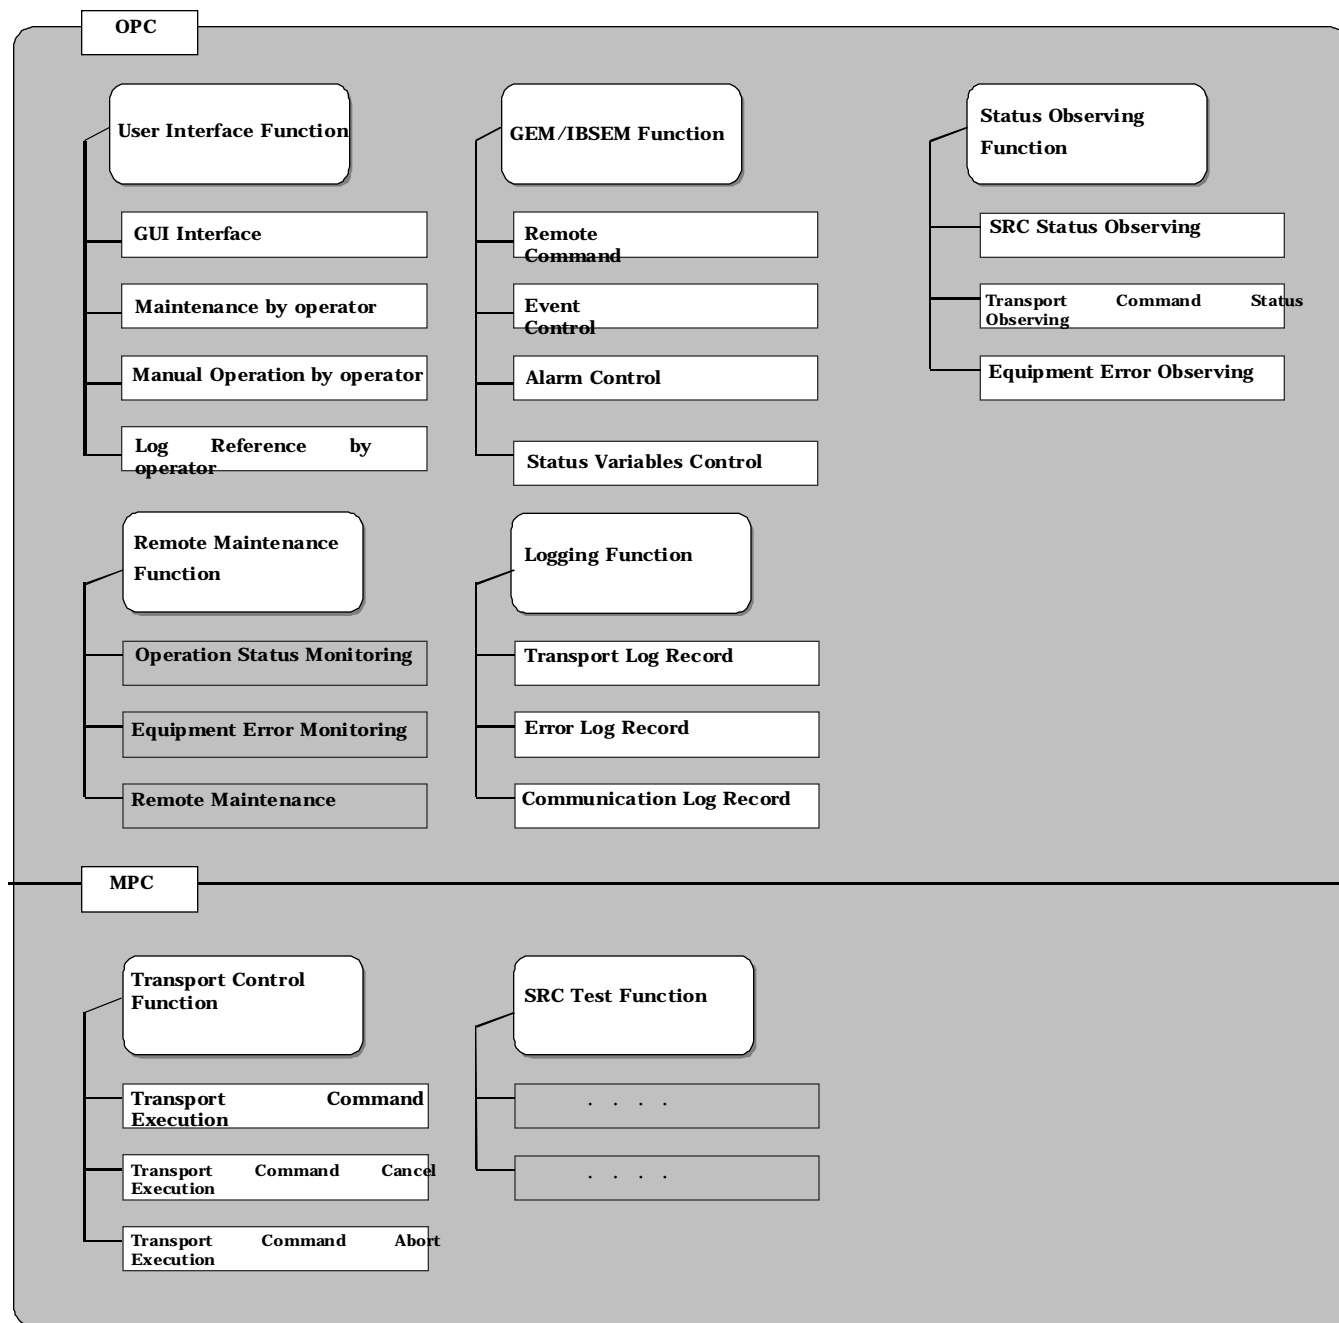 OPC
User Interface Function
GUI Interface
Maintenance by operator
Manual Operation by operator
Log Reference by
operator
GEM/IBSEM Function
Remote
Command
Event
Control
Alarm Control
Status Variables Control
Status Observing
Function
SRC Status Observing
Transport Command Status
Observing
Equipment Error Observing
Remote Maintenance
Function
Operation Status Monitoring
Equipment Error Monitoring
Remote Maintenance
Logging Function
Transport Log Record
Error Log Record
Communication Log Record
MPC
Transport Control
Function
Transport Command
Execution
Transport Command Cancel
Execution
Transport Command Abort
Execution
SRC Test Function
. . . .
. . . .